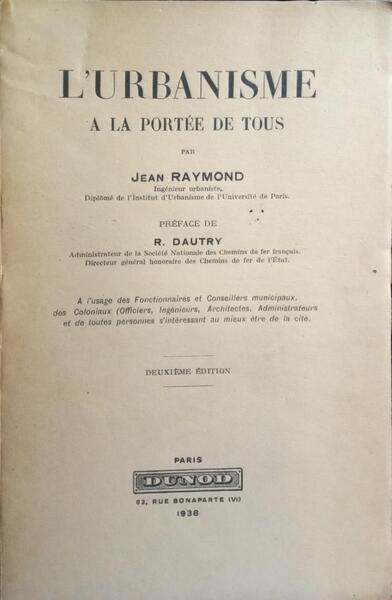 L'URBANISME
A LA PORTÉE DE TOUS
PAR
JEAN RAYMOND
Ingénieur urbaniste,
Diplômé de l'Institut d'Urbanisme de l'Université de Paris.
PRÉFACE DE
R. DAUTRY
Administrateur de la Société Nationale des Chemins de fer français.
Directeur général honoraire des Chemins de fer de l'État.
A l'usage des Fonctionnaires et Conseillers municipaux,
des Coloniaux (Officiers, Ingénieurs, Architectes, Administrateurs
et de toutes personnes s'intéressant au mieux être de la cite.
DEUXIÈME ÉDITION
PARIS
DUNOD
92, RUE BONAPARTE (VI)
1938